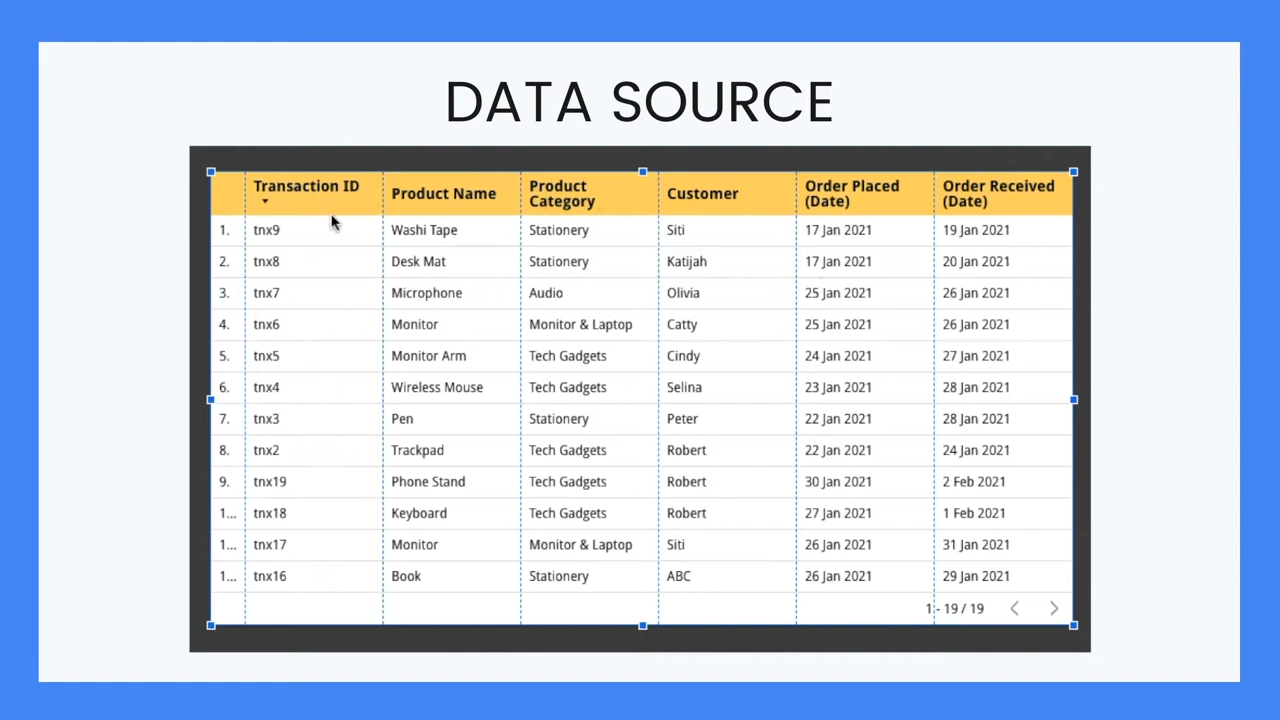 DATA SOURCE
Transaction ID Product Name Product Category Customer Order Placed (Date) Order Received (Date)
1. tnx9 Washi Tape Stationery Siti 17 Jan 2021 19 Jan 2021
2. tnx8 Desk Mat Stationery Katijah 17 Jan 2021 20 Jan 2021
3. tnx7 Microphone Audio Olivia 25 Jan 2021 26 Jan 2021
4. tnx6 Monitor Monitor & Laptop Catty 25 Jan 2021 26 Jan 2021
5. tnx5 Monitor Arm Tech Gadgets Cindy 24 Jan 2021 27 Jan 2021
6. tnx4 Wireless Mouse Tech Gadgets Selina 23 Jan 2021 28 Jan 2021
7. tnx3 Pen Stationery Peter 22 Jan 2021 28 Jan 2021
8. tnx2 Trackpad Tech Gadgets Robert 22 Jan 2021 24 Jan 2021
9. tnx19 Phone Stand Tech Gadgets Robert 30 Jan 2021 2 Feb 2021
1... tnx18 Keyboard Tech Gadgets Robert 27 Jan 2021 1 Feb 2021
1... tnx17 Monitor Monitor & Laptop Siti 26 Jan 2021 31 Jan 2021
1... tnx16 Book Stationery ABC 26 Jan 2021 29 Jan 2021
1 - 19 / 19